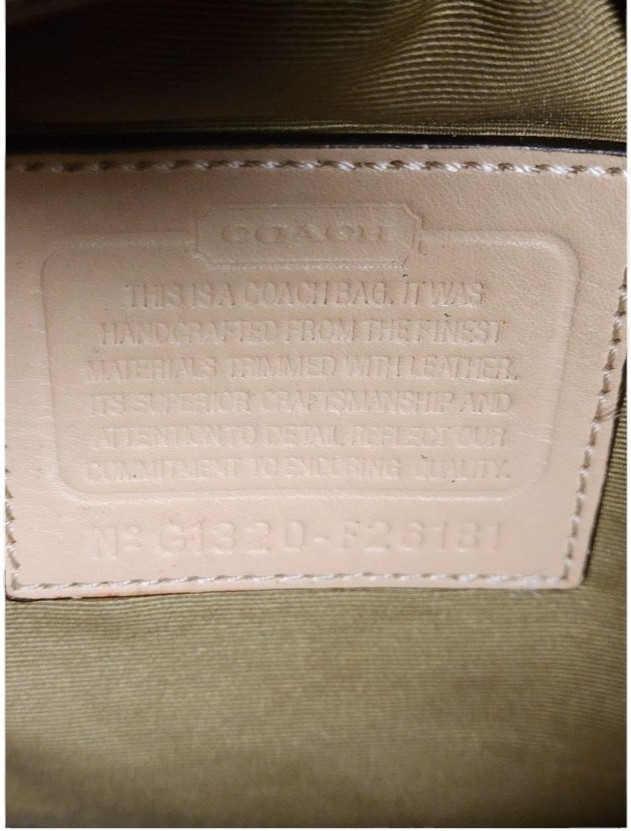 COACH
THIS IS A COACH BAG. IT WAS
HANDCRAFTED FROM THE FINEST
MATERIALS TRIMMED WITH LEATHER.
ITS SUPERIOR CRAFTSMANSHIP AND
ATTENTION TO DETAIL REFLECT OUR
COMMITMENT TO ENDURING QUALITY.
Nº G1320-F26181